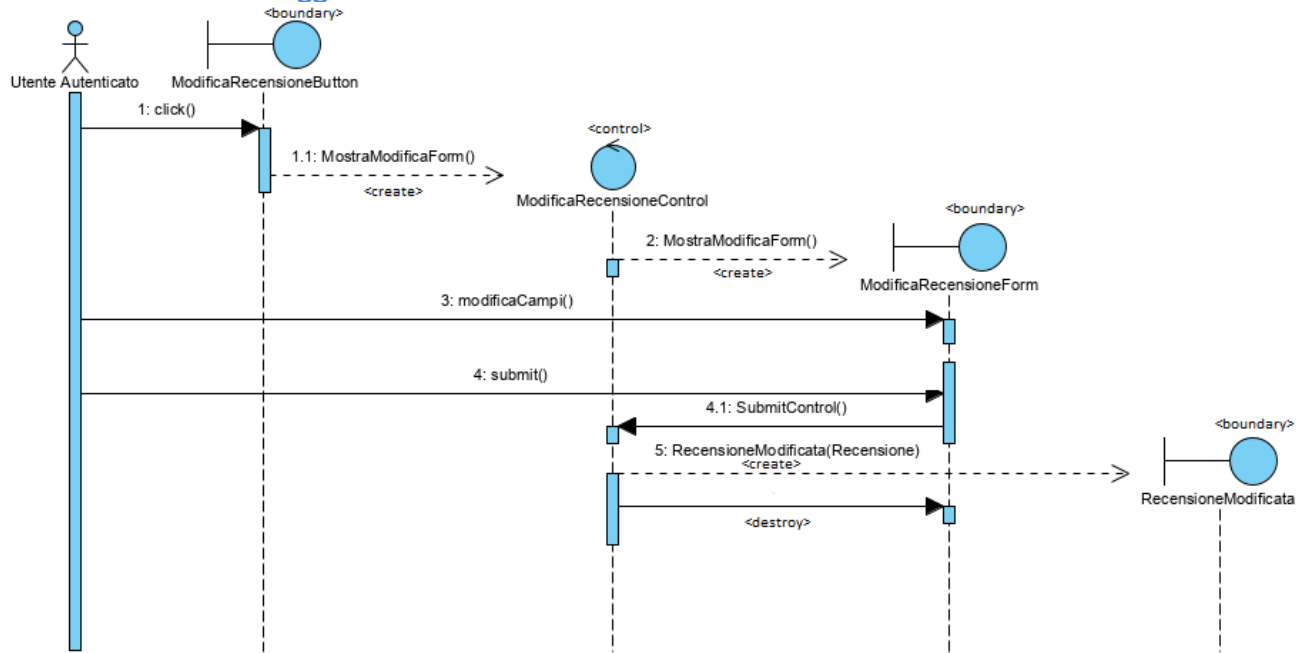 <boundary>
Utente Autenticato
ModificaRecensioneButton
1: click()
<control>
1.1: MostraModificaForm()
<create>
ModificaRecensioneControl
<boundary>
2: MostraModificaForm()
<create>
ModificaRecensioneForm
3: modificaCampi()
4: submit()
4.1: SubmitControl()
<boundary>
5: RecensioneModificata(Recensione)
<create>
RecensioneModificata
<destroy>